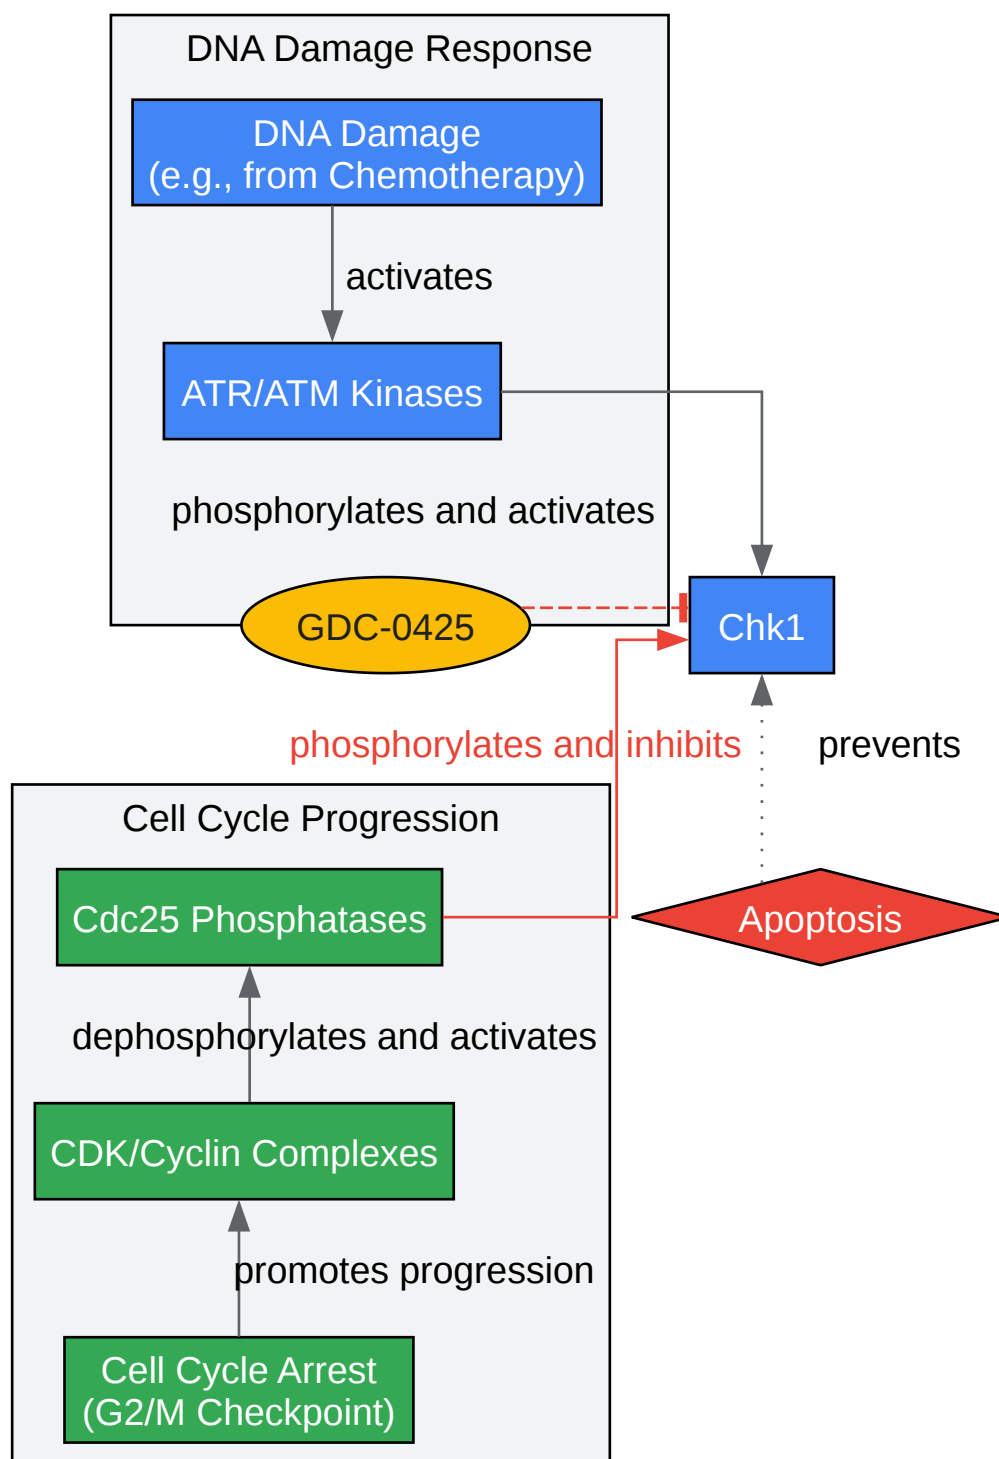 DNA Damage Response
DNA Damage
(e.g., from Chemotherapy)
activates
ATR/ATM Kinases
phosphorylates and activates
GDC-0425
Chk1
phosphorylates and inhibits
prevents
Cell Cycle Progression
Cdc25 Phosphatases
Apoptosis
dephosphorylates and activates
CDK/Cyclin Complexes
promotes progression
Cell Cycle Arrest
(G2/M Checkpoint)